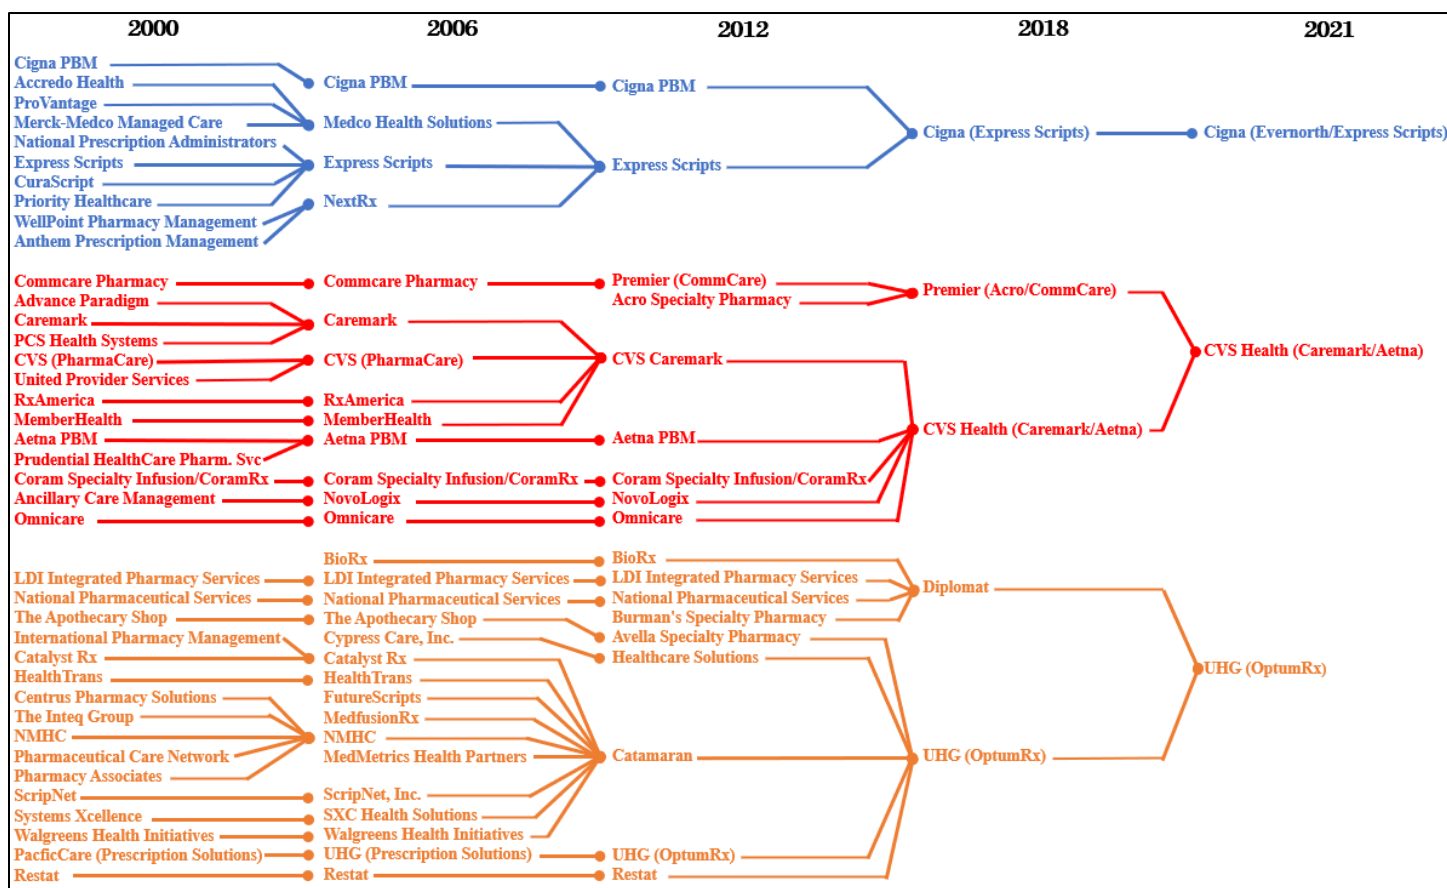 2000 2006 2012 2018 2021
Cigna PBM
Accredo Health Cigna PBM Cigna PBM
ProVantage
Merck-Medco Managed Care Medco Health Solutions
National Prescription Administrators Cigna (Express Scripts) Cigna (Evernorth/Express Scripts)
Express Scripts Express Scripts Express Scripts
CuraScript
Priority Healthcare NextRx
WellPoint Pharmacy Management
Anthem Prescription Management
Commcare Pharmacy Commcare Pharmacy Premier (CommCare)
Premier (Acro/CommCare)
Advance Paradigm Acro Specialty Pharmacy
Caremark Caremark
PCS Health Systems
CVS Health (Caremark/Aetna)
CVS (PharmaCare) CVS (PharmaCare) CVS Caremark
United Provider Services
RxAmerica RxAmerica
MemberHealth MemberHealth
CVS Health (Caremark/Aetna)
Aetna PBM Aetna PBM Aetna PBM
Prudential HealthCare Pharm. Svc
Coram Specialty Infusion/CoramRx Coram Specialty Infusion/CoramRx Coram Specialty Infusion/CoramRx
Ancillary Care Management NovoLogix NovoLogix
Omnicare Omnicare Omnicare
BioRx BioRx
LDI Integrated Pharmacy Services LDI Integrated Pharmacy Services LDI Integrated Pharmacy Services
Diplomat
National Pharmaceutical Services National Pharmaceutical Services National Pharmaceutical Services
The Apothecary Shop The Apothecary Shop Burman's Specialty Pharmacy
International Pharmacy Management Cypress Care, Inc. Avella Specialty Pharmacy
Catalyst Rx Catalyst Rx Healthcare Solutions
UHG (OptumRx)
HealthTrans HealthTrans
Centrus Pharmacy Solutions FutureScripts
The Inteq Group MedfusionRx
NMHC NMHC
Pharmaceutical Care Network MedMetrics Health Partners Catamaran UHG (OptumRx)
Pharmacy Associates
ScripNet ScripNet, Inc.
Systems Xcellence SXC Health Solutions
Walgreens Health Initiatives Walgreens Health Initiatives
PacficCare (Prescription Solutions) UHG (Prescription Solutions) UHG (OptumRx)
Restat Restat Restat